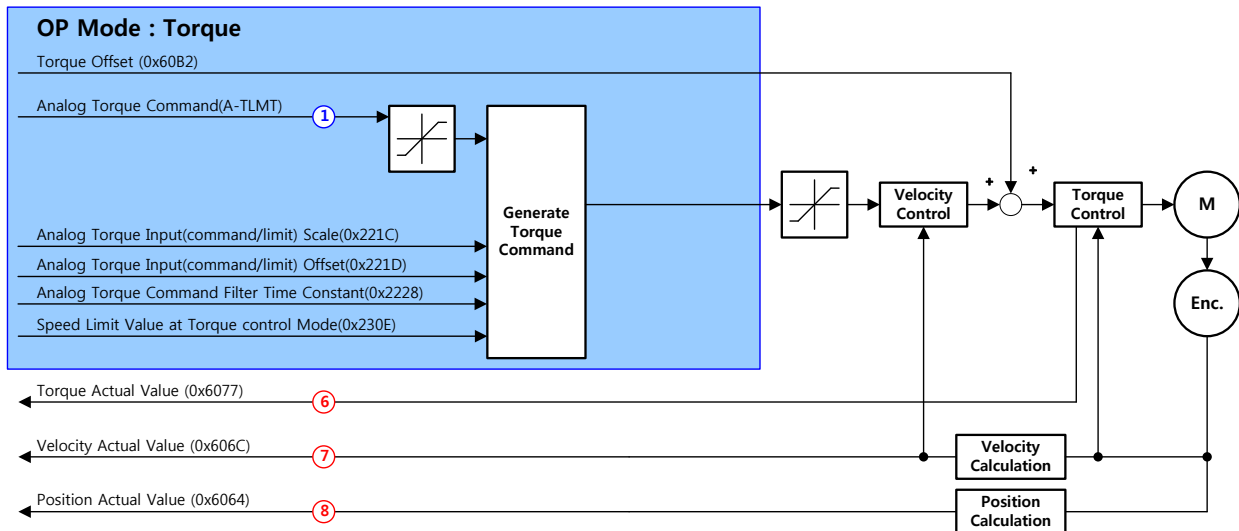 OP Mode : Torque
Torque Offset (0x60B2)
Analog Torque Command(A-TLMT)
1
Generate
Torque
Command
Analog Torque Input(command/limit) Scale(0x221C)
Analog Torque Input(command/limit) Offset(0x221D)
Analog Torque Command Filter Time Constant(0x2228)
Speed Limit Value at Torque control Mode(0x230E)
Velocity
Control
+
+
Torque
Control
M
Enc.
Torque Actual Value (0x6077)
6
Velocity Actual Value (0x606C)
7
Velocity
Calculation
Position Actual Value (0x6064)
8
Position
Calculation